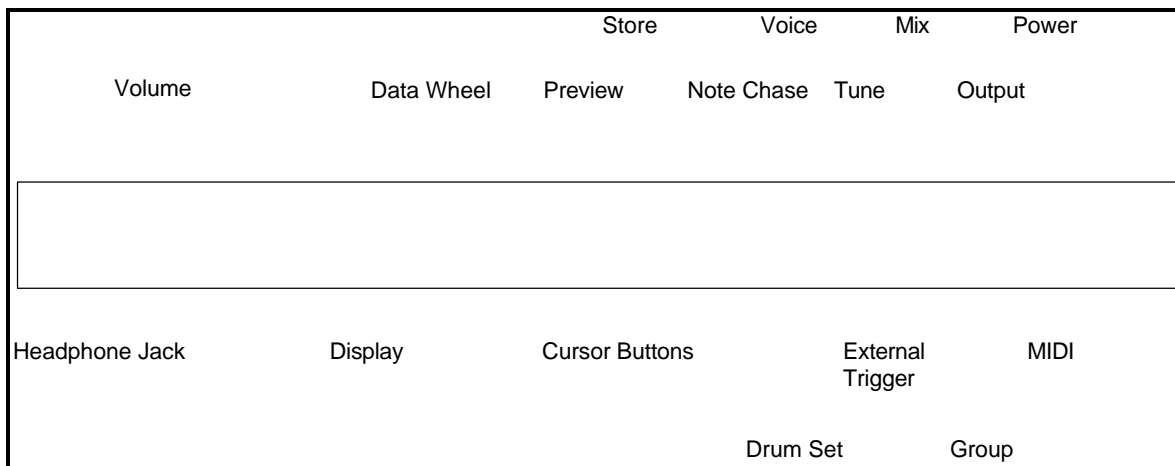 Store Voice Mix Power
Volume Data Wheel Preview Note Chase Tune Output
Headphone Jack Display Cursor Buttons External MIDI
Trigger
Drum Set Group